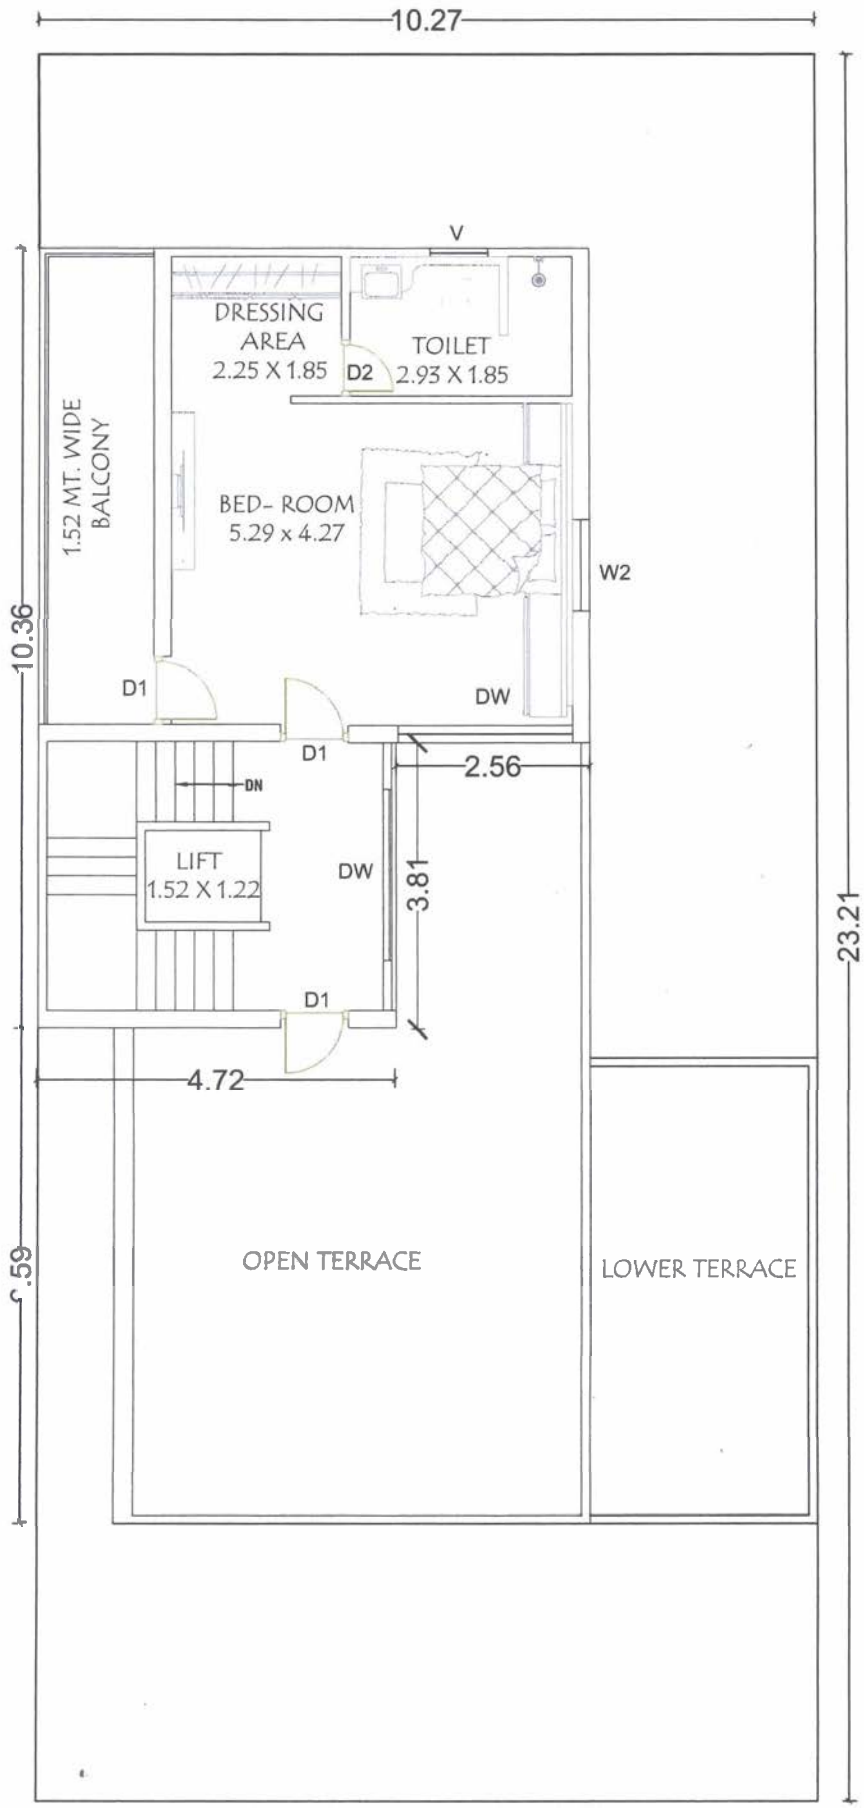 10.27
V
DRESSING
AREA
2.25 X 1.85
D2
TOILET
2.93 X 1.85
1.52 MT. WIDE
BALCONY
BED- ROOM
5.29 x 4.27
W2
10.36
D1
DW
D1
2.56
DN
LIFT
1.52 X 1.22
DW
3.81
23.21
D1
4.72
OPEN TERRACE
LOWER TERRACE
.59